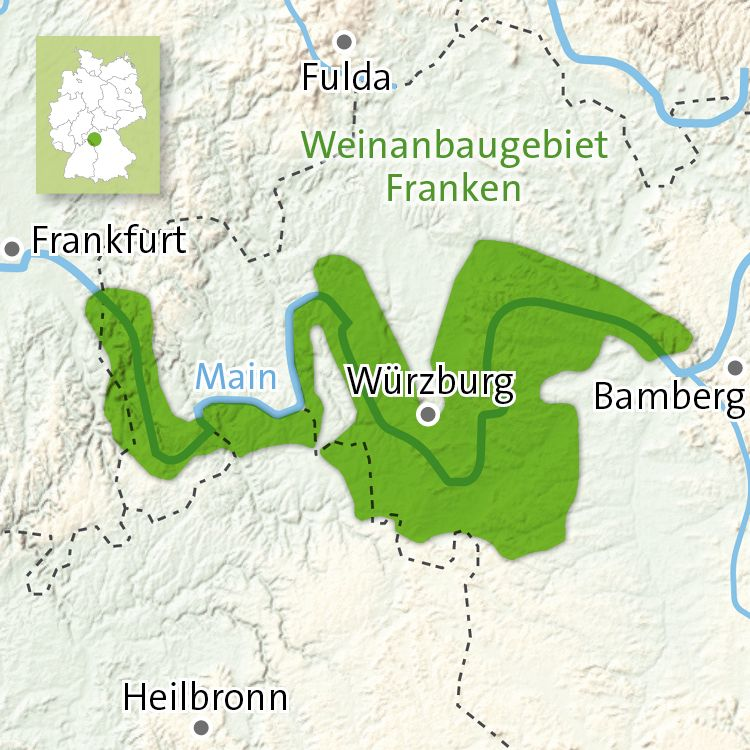 Fulda
Weinanbaugebiet
Franken
Frankfurt
Main
Würzburg
Bamberg
Heilbronn